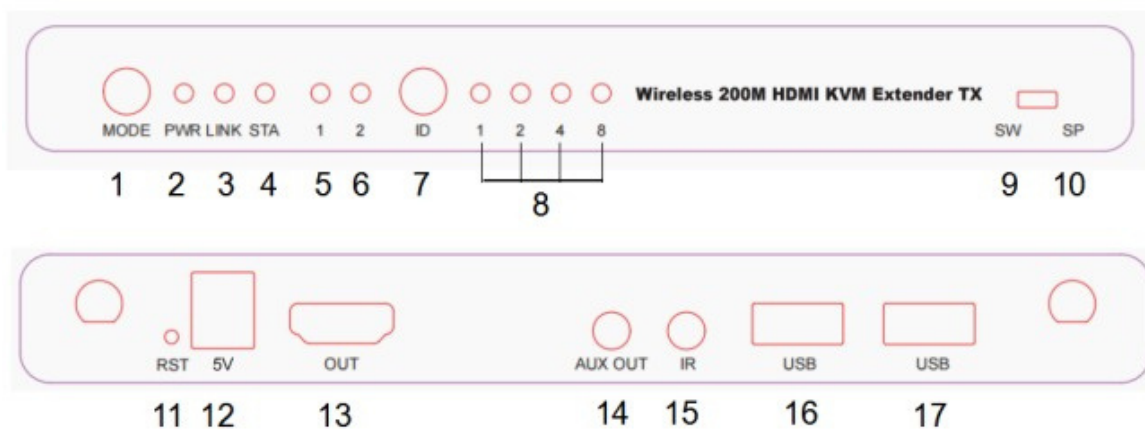 Wireless 200M HDMI KVM Extender TX
MODE PWR LINK STA 1 2 ID 1 2 4 8 SW SP
1 2 3 4 5 6 7 8 9 10
RST 5V OUT AUX OUT IR USB USB
11 12 13 14 15 16 17